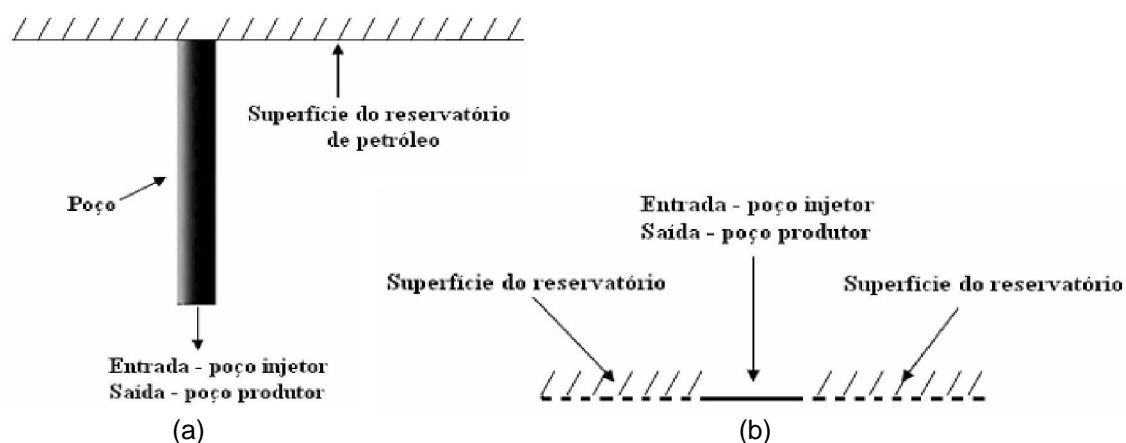 Superfície do reservatório
de petróleo
Poço
Entrada - poço injetor
Saída - poço produtor
(a)
Entrada - poço injetor
Saída - poço produtor
Superfície do reservatório
Superfície do reservatório
(b)